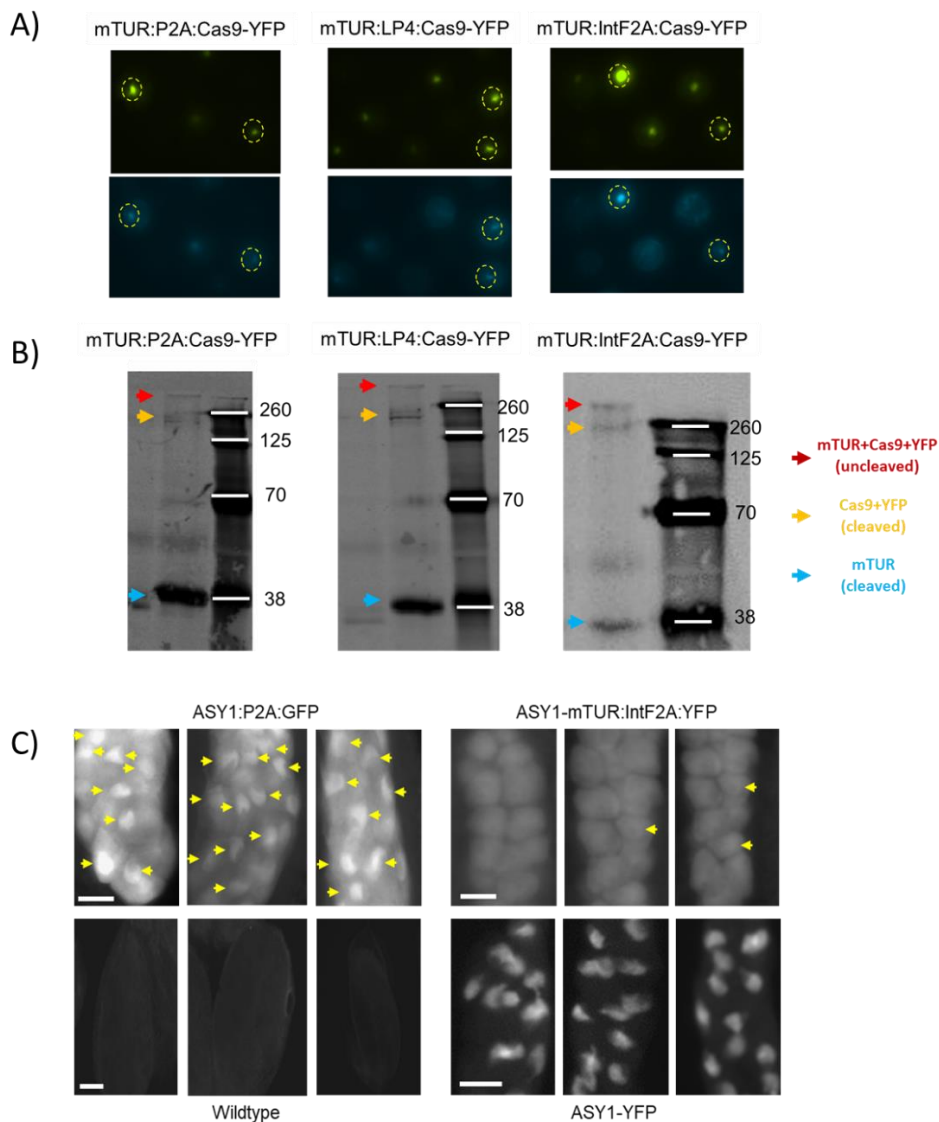 A)
mTUR:P2A:Cas9-YFP
mTUR:LP4:Cas9-YFP
mTUR:IntF2A:Cas9-YFP
B)
mTUR:P2A:Cas9-YFP
mTUR:LP4:Cas9-YFP
mTUR:IntF2A:Cas9-YFP
260
125
70
38
260
125
70
38
260
125
70
38
mTUR+Cas9+YFP
(uncleaved)
Cas9+YFP
(cleaved)
mTUR
(cleaved)
C)
ASY1:P2A:GFP
ASY1-mTUR:IntF2A:YFP
Wildtype
ASY1-YFP